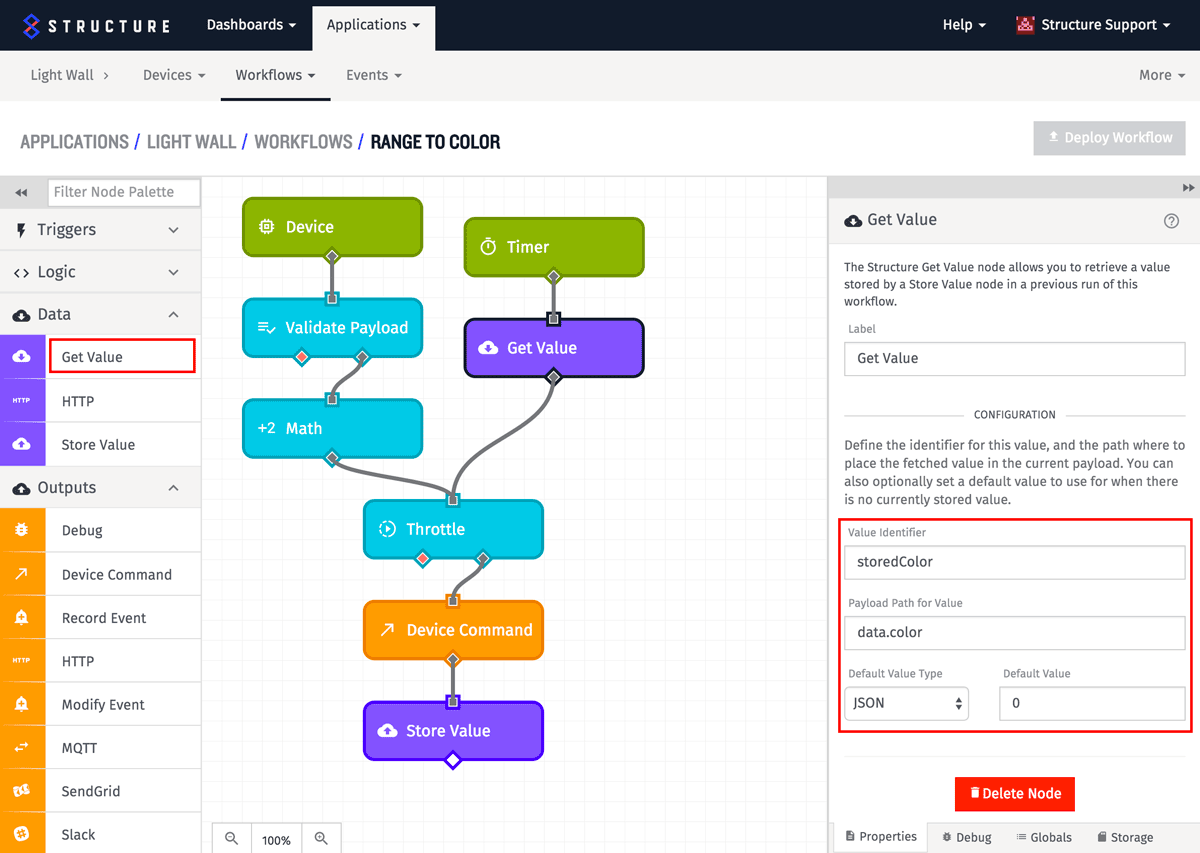 STRUCTURE
Dashboards
Applications
Help
Structure Support
Light Wall
Devices
Workflows
Events
More
APPLICATIONS / LIGHT WALL / WORKFLOWS / RANGE TO COLOR
Deploy Workflow
Filter Node Palette
Triggers
Logic
Data
Get Value
HTTP
HTTP
Store Value
Outputs
Debug
Device Command
Record Event
HTTP
HTTP
Modify Event
MQTT
SendGrid
Slack
Device
Timer
Validate Payload
Get Value
+2 Math
Throttle
Device Command
Store Value
100%
Get Value
The Structure Get Value node allows you to retrieve a value
stored by a Store Value node in a previous run of this
workflow.
Label
Get Value
CONFIGURATION
Define the identifier for this value, and the path where to
place the fetched value in the current payload. You can
also optionally set a default value to use for when there
is no currently stored value.
Value Identifier
storedColor
Payload Path for Value
data.color
Default Value Type
Default Value
JSON
0
Delete Node
Properties
Debug
Globals
Storage